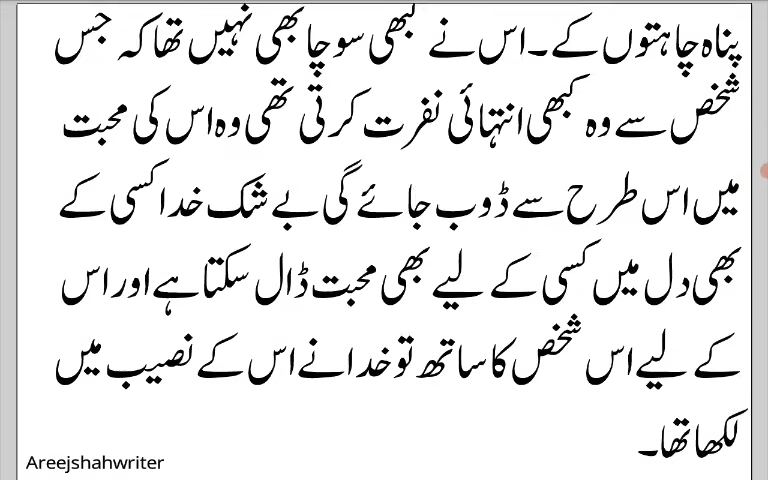 پناہ چاہتوں کے۔ اس نے کبھی سوچا بھی نہیں تھا کہ جس
شخص سے وہ کبھی انتہائی نفرت کرتی تھی وہ اس کی محبت
میں اس طرح سے ڈوب جائے گی بے شک خدا کسی کے
بھی دل میں کسی کے لیے بھی محبت ڈال سکتا ہے اور اس
کے لیے اس شخص کا ساتھ تو خدا نے اس کے نصیب میں
لکھا تھا۔
Areejshahwriter